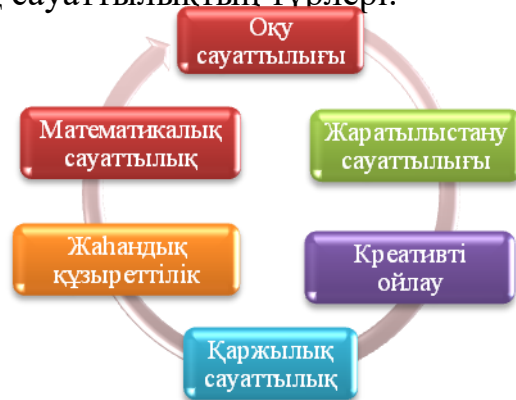 сауаттылықтың түрлері:
Оқу
сауаттылығы
Жаратылыстану
сауаттылығы
Креативті
ойлау
Қаржылық
сауаттылық
Жаһандық
құзыреттілік
Математикалық
сауаттылық